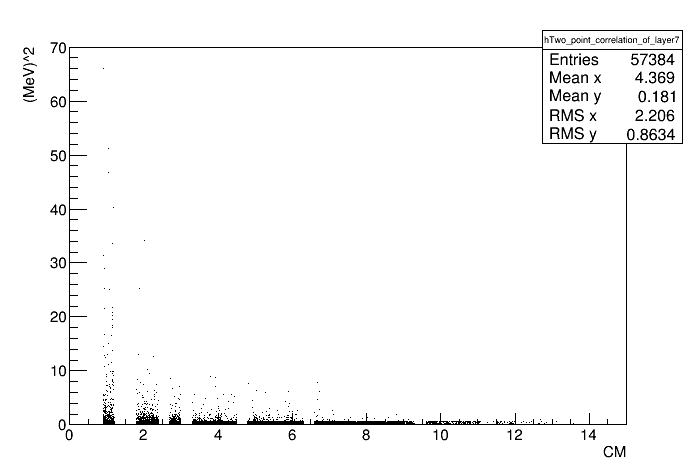 hTwo_point_correlation_of_layer7
Entries 57384
Mean x 4.369
Mean y 0.181
RMS x 2.206
RMS y 0.8634
(MeV)^2
70
60
50
40
30
20
10
0
0 2 4 6 8 10 12 14
CM